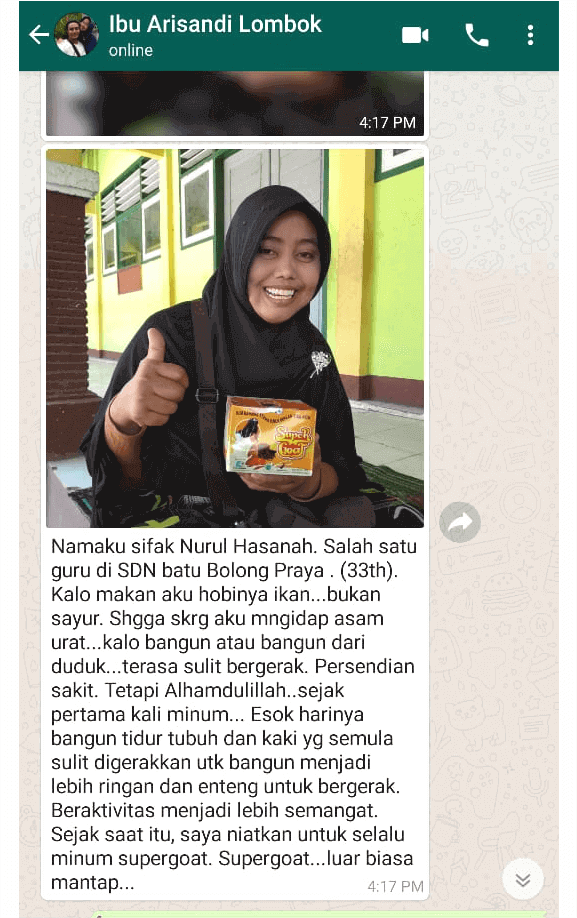 Ibu Arisandi Lombok
online
4:17 PM
Super
Goat
Namaku sifak Nurul Hasanah. Salah satu
guru di SDN batu Bolong Praya . (33th).
Kalo makan aku hobinya ikan...bukan
sayur. Shgga skrg aku mngidap asam
urat...kalo bangun atau bangun dari
duduk...terasa sulit bergerak. Persendian
sakit. Tetapi Alhamdulillah..sejak
pertama kali minum... Esok harinya
bangun tidur tubuh dan kaki yg semula
sulit digerakkan utk bangun menjadi
lebih ringan dan enteng untuk bergerak.
Beraktivitas menjadi lebih semangat.
Sejak saat itu, saya niatkan untuk selalu
minum supergoat. Supergoat...luar biasa
mantap...
4:17 PM